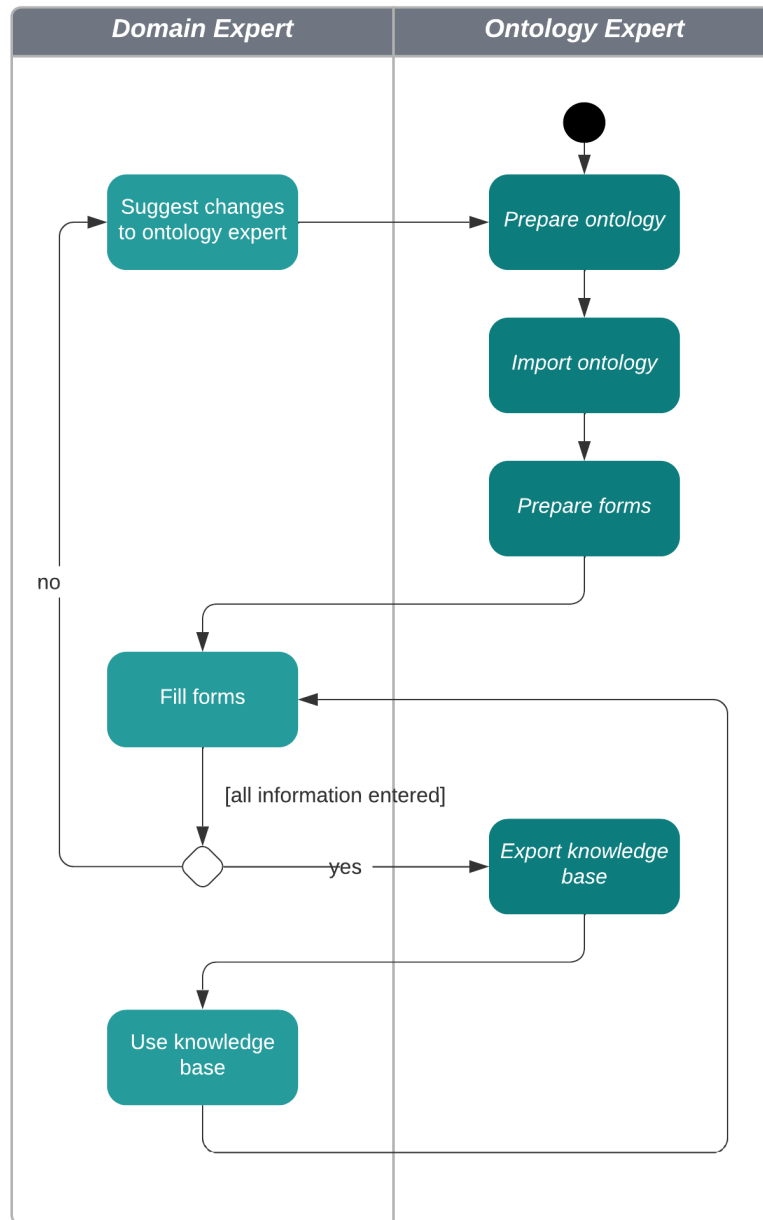 Domain Expert
Ontology Expert
Suggest changes
to ontology expert
Prepare ontology
Import ontology
Prepare forms
no
Fill forms
[all information entered]
yes
Export knowledge
base
Use knowledge
base